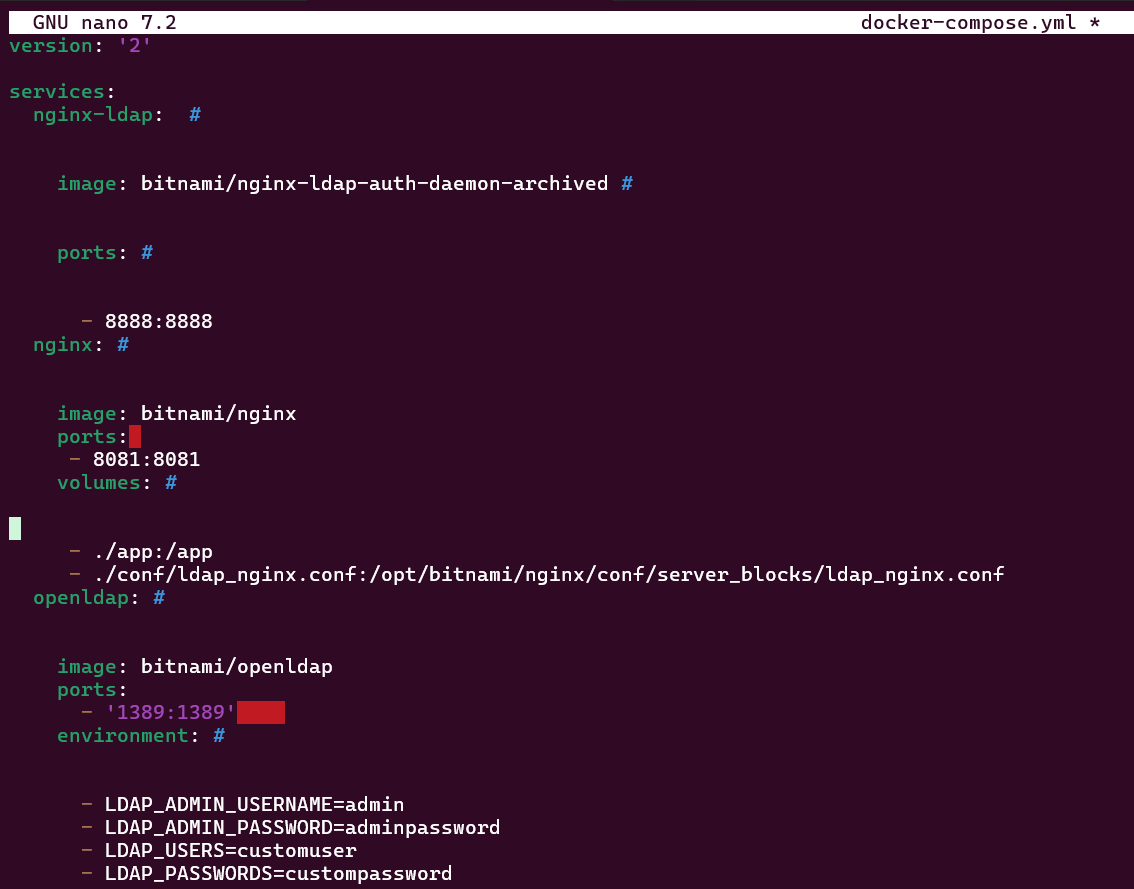 GNU nano 7.2 docker-compose.yml *
version: '2'
services:
nginx-ldap: #
image: bitnami/nginx-ldap-auth-daemon-archived #
ports: #
- 8888:8888
nginx: #
image: bitnami/nginx
ports:
- 8081:8081
volumes: #
- ./app:/app
- ./conf/ldap_nginx.conf:/opt/bitnami/nginx/conf/server_blocks/ldap_nginx.conf
openldap: #
image: bitnami/openldap
ports:
- '1389:1389'
environment: #
- LDAP_ADMIN_USERNAME=admin
- LDAP_ADMIN_PASSWORD=adminpassword
- LDAP_USERS=customuser
- LDAP_PASSWORDS=custompassword